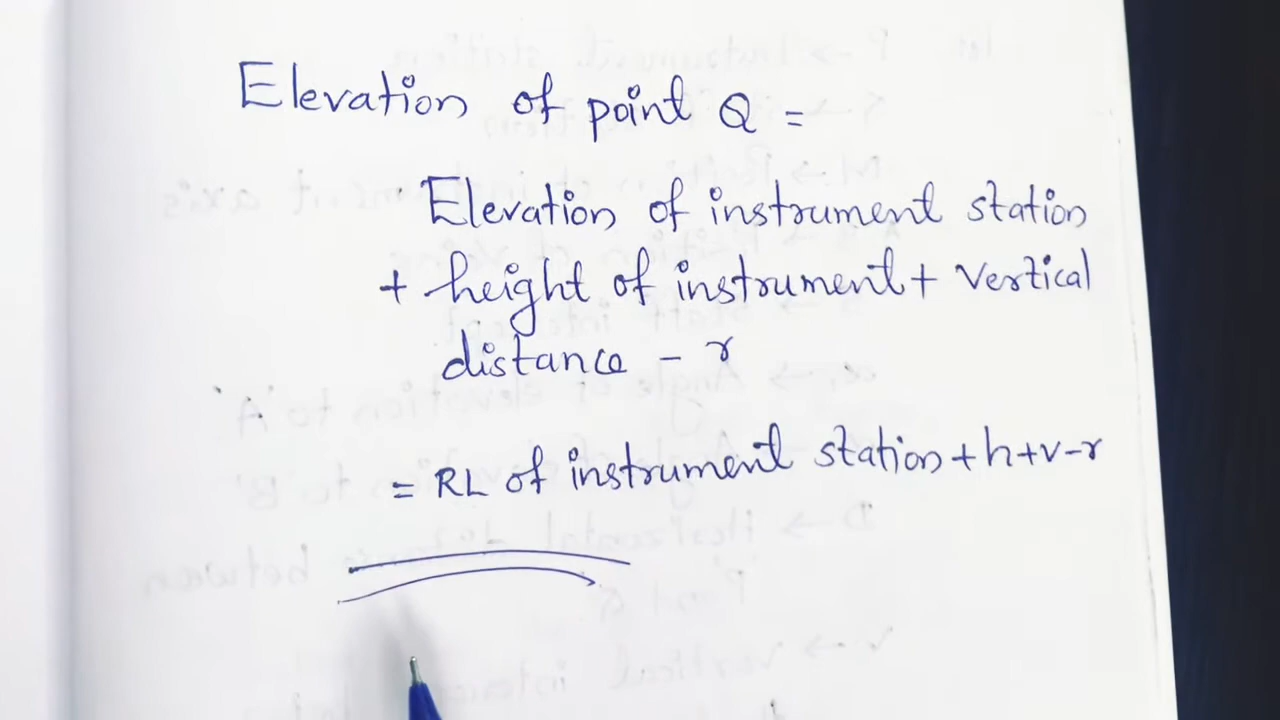 Elevation of point Q =
Elevation of instrument station
+ height of instrument + vertical
distance - r
= RL of instrument station + h + v - r